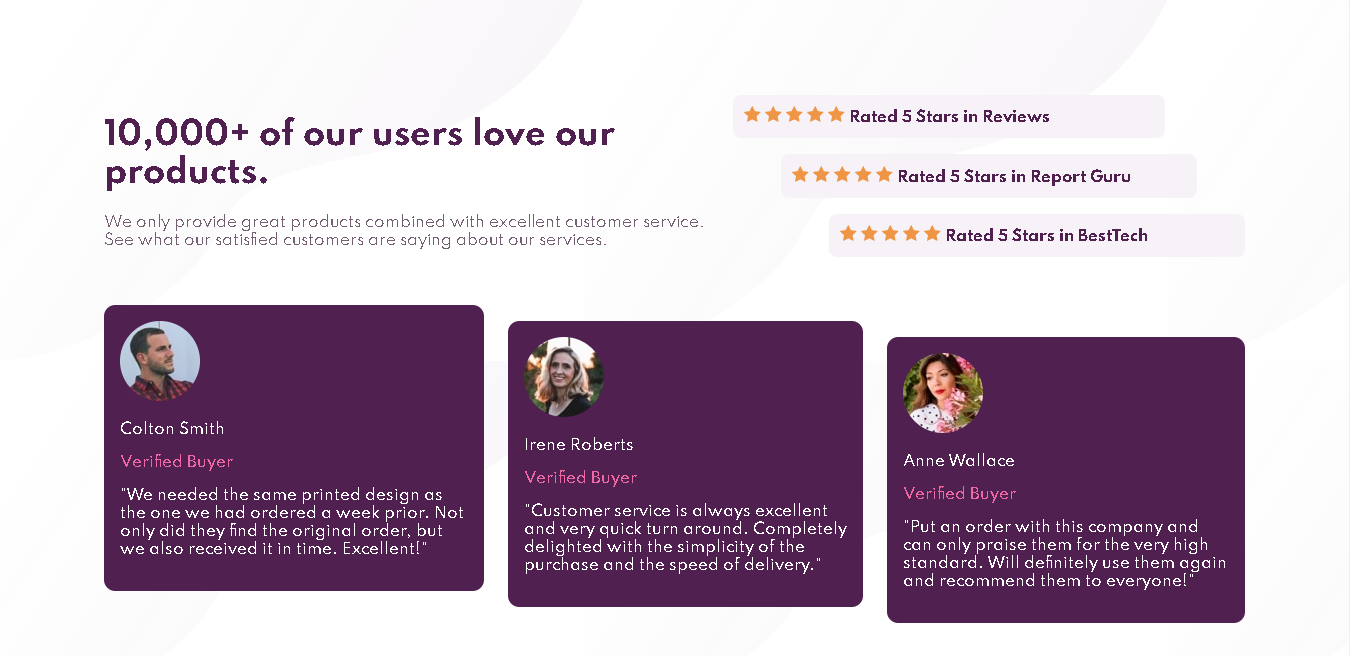 10,000+ of our users love our
products.
We only provide great products combined with excellent customer service.
See what our satisfied customers are saying about our services.
Rated 5 Stars in Reviews
Rated 5 Stars in Report Guru
Rated 5 Stars in BestTech
Colton Smith
Verified Buyer
"We needed the same printed design as
the one we had ordered a week prior. Not
only did they find the original order, but
we also received it in time. Excellent!"
Irene Roberts
Verified Buyer
"Customer service is always excellent
and very quick turn around. Completely
delighted with the simplicity of the
purchase and the speed of delivery."
Anne Wallace
Verified Buyer
"Put an order with this company and
can only praise them for the very high
standard. Will definitely use them again
and recommend them to everyone!"